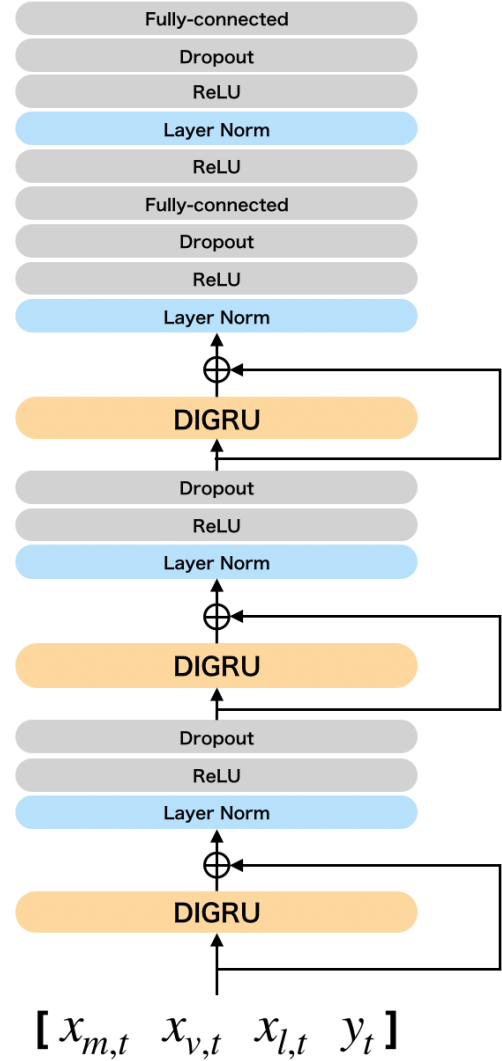 Fully-connected
Dropout
ReLU
Layer Norm
ReLU
Fully-connected
Dropout
ReLU
Layer Norm
DIGRU
Dropout
ReLU
Layer Norm
DIGRU
Dropout
ReLU
Layer Norm
DIGRU
[ x_{m,t} x_{v,t} x_{l,t} y_t ]